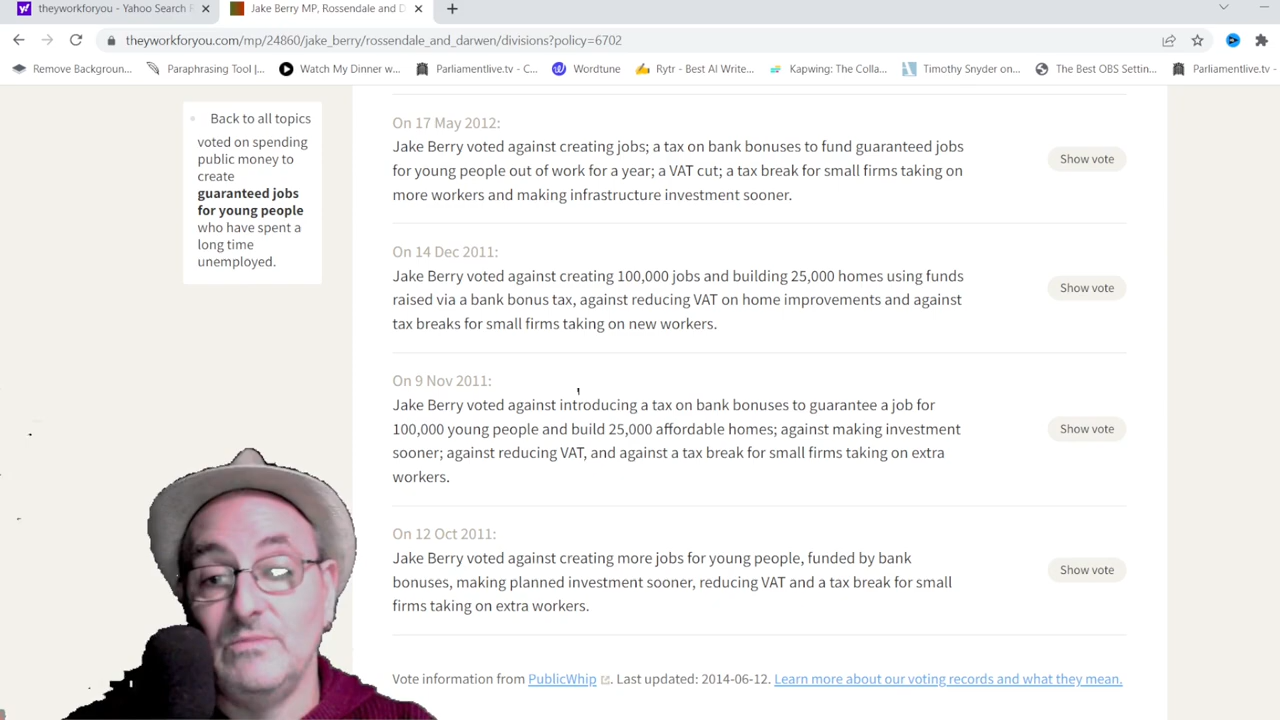 theyworkforyou - Yahoo Search
Jake Berry MP, Rossendale and D
theyworkforyou.com/mp/24860/jake_berry/rossendale_and_darwen/divisions?policy=6702
Remove Backgroun...
Paraphrasing Tool |...
Watch My Dinner w...
Parliamentlive.tv - C...
Wordtune
Rytr - Best AI Write...
Kapwing: The Colla...
Timothy Snyder on...
The Best OBS Settin...
Parliamentlive.tv -
Back to all topics
voted on spending
public money to
create
guaranteed jobs
for young people
who have spent a
long time
unemployed.
On 17 May 2012:
Jake Berry voted against creating jobs; a tax on bank bonuses to fund guaranteed jobs
for young people out of work for a year; a VAT cut; a tax break for small firms taking on
more workers and making infrastructure investment sooner.
Show vote
On 14 Dec 2011:
Jake Berry voted against creating 100,000 jobs and building 25,000 homes using funds
raised via a bank bonus tax, against reducing VAT on home improvements and against
tax breaks for small firms taking on new workers.
Show vote
On 9 Nov 2011:
Jake Berry voted against introducing a tax on bank bonuses to guarantee a job for
100,000 young people and build 25,000 affordable homes; against making investment
sooner; against reducing VAT, and against a tax break for small firms taking on extra
workers.
Show vote
On 12 Oct 2011:
Jake Berry voted against creating more jobs for young people, funded by bank
bonuses, making planned investment sooner, reducing VAT and a tax break for small
firms taking on extra workers.
Show vote
Vote information from PublicWhip. Last updated: 2014-06-12. Learn more about our voting records and what they mean.